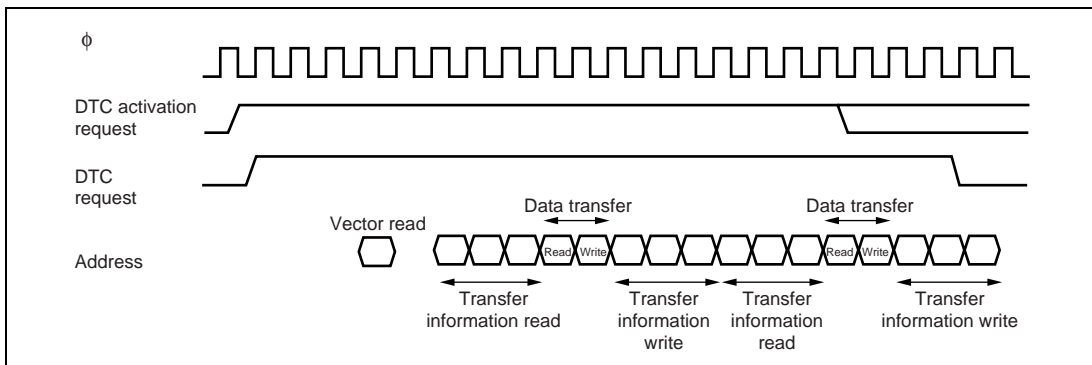 ϕ
DTC activation
request
DTC
request
Data transfer
Data transfer
Vector read
Address
Read
Write
Read
Write
Transfer
information read
Transfer
information
write
Transfer
information
read
Transfer
information write